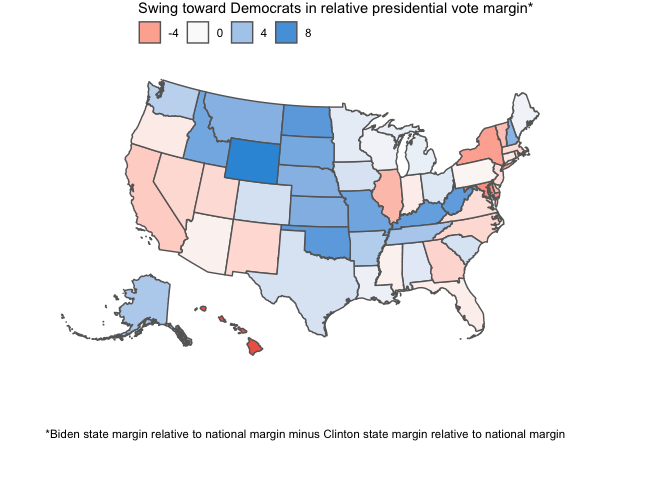 Swing toward Democrats in relative presidential vote margin*
-4 0 4 8
*Biden state margin relative to national margin minus Clinton state margin relative to national margin